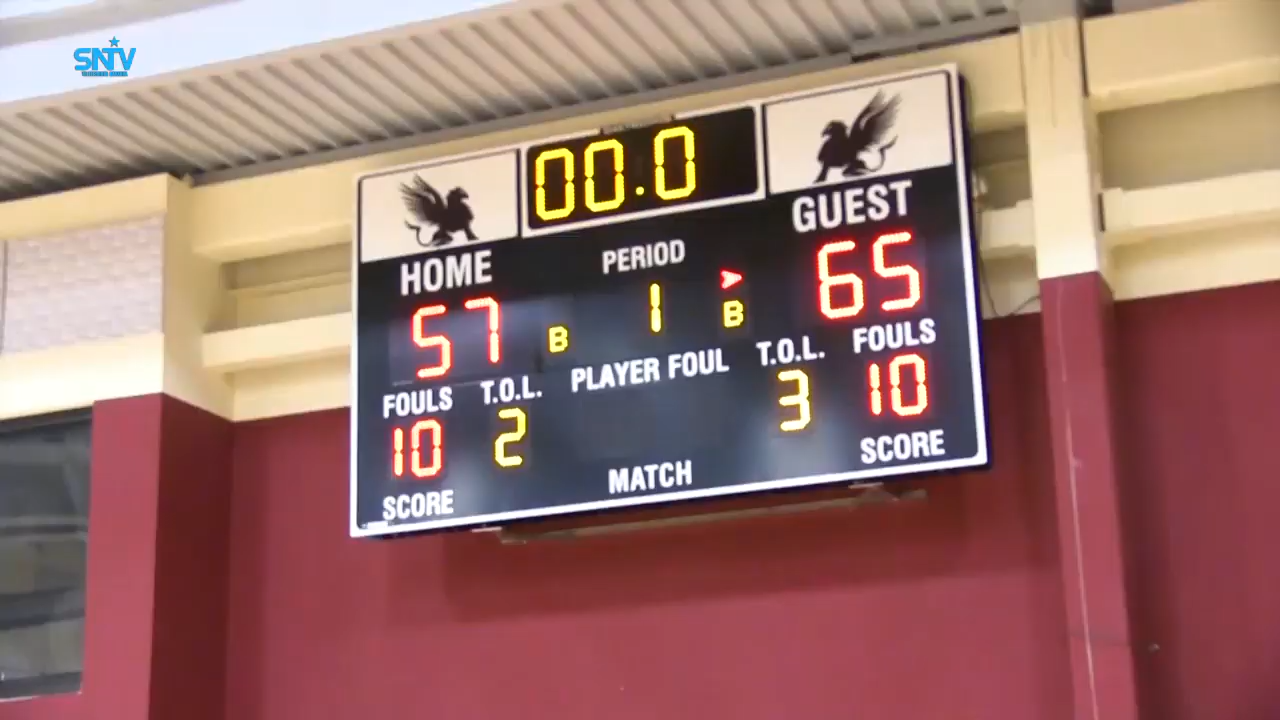 SNTV
00.0
HOME
PERIOD
GUEST
57
B
1
B
65
FOULS
T.O.L.
PLAYER FOUL
T.O.L.
FOULS
10
2
3
10
SCORE
MATCH
SCORE